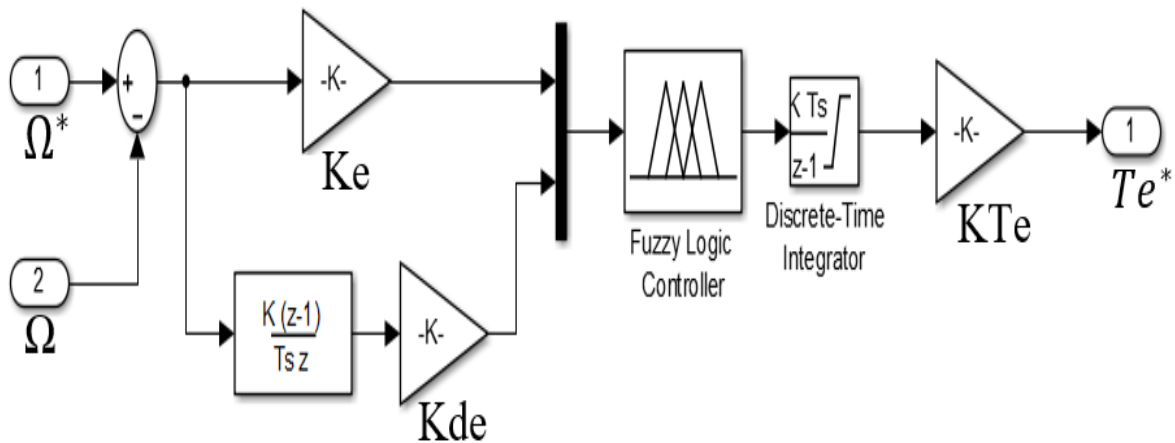 1
Ω*
+
−
-K-
Ke
2
Ω
K (z-1)
Ts z
-K-
Kde
Fuzzy Logic
Controller
K Ts
z-1
Discrete-Time
Integrator
-K-
KTe
1
Te*